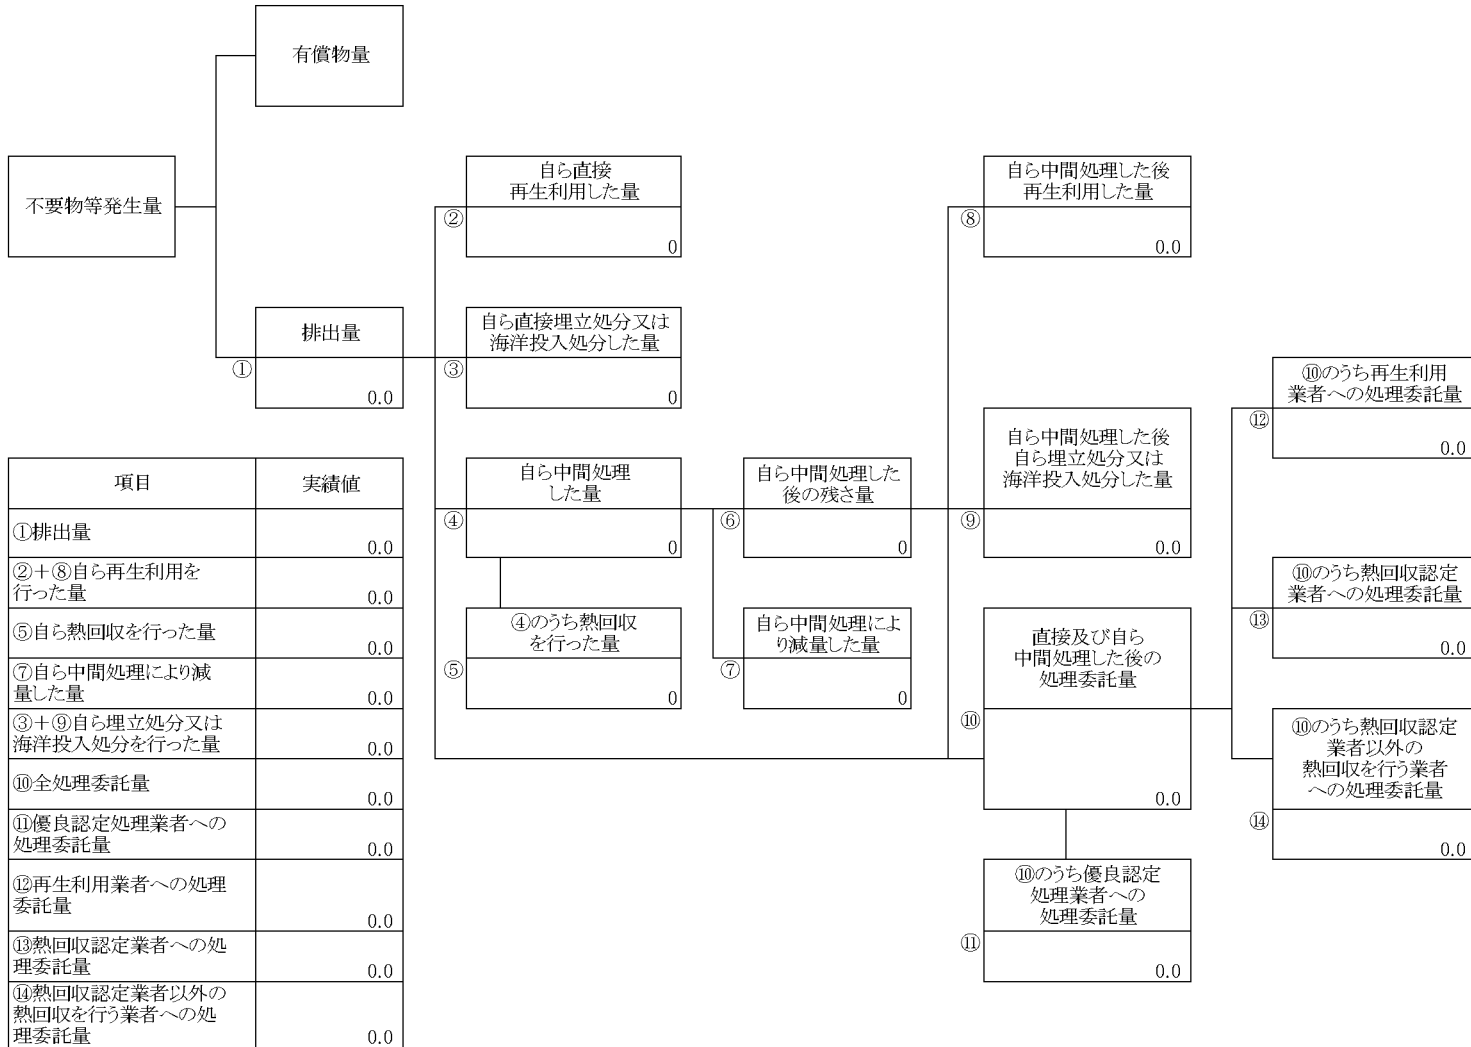 有償物量
不要物等発生量
排出量
①
0.0
自ら直接
再生利用した量
②
0
自ら直接埋立処分又は
海洋投入処分した量
③
0
自ら中間処理
した量
④
0
④のうち熱回収
を行った量
⑤
0
自ら中間処理した
後の残さ量
⑥
0
自ら中間処理によ
り減量した量
⑦
0
自ら中間処理した後
再生利用した量
⑧
0.0
自ら中間処理した後
自ら埋立処分又は
海洋投入処分した量
⑨
0.0
直接及び自ら
中間処理した後の
処理委託量
⑩
0.0
⑩のうち優良認定
処理業者への
処理委託量
⑪
0.0
⑩のうち再生利用
業者への処理委託量
⑫
0.0
⑩のうち熱回収認定
業者への処理委託量
⑬
0.0
⑩のうち熱回収認定
業者以外の
熱回収を行う業者
への処理委託量
⑭
0.0
項目 実績値
①排出量
0.0
②＋⑧自ら再生利用を
行った量
0.0
⑤自ら熱回収を行った量
0.0
⑦自ら中間処理により減
量した量
0.0
③＋⑨自ら埋立処分又は
海洋投入処分を行った量
0.0
⑩全処理委託量
0.0
⑪優良認定処理業者への
処理委託量
0.0
⑫再生利用業者への処理
委託量
0.0
⑬熱回収認定業者への処
理委託量
0.0
⑭熱回収認定業者以外の
熱回収を行う業者への処
理委託量
0.0